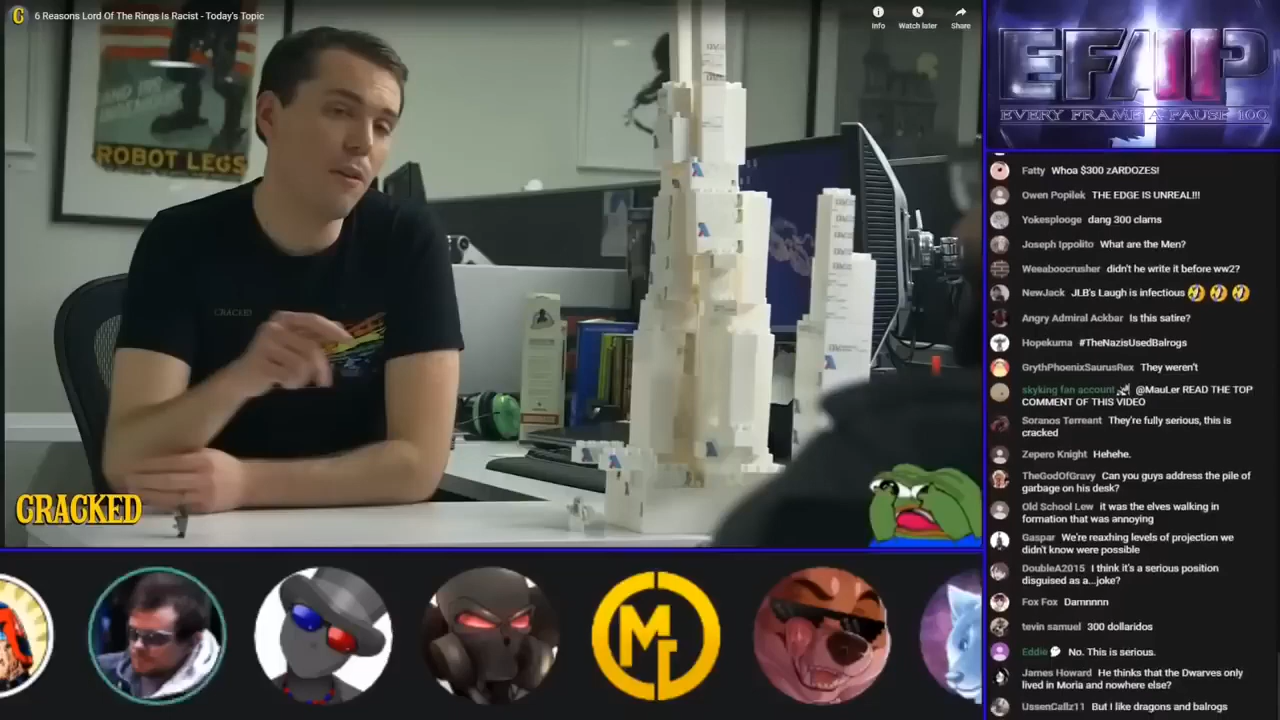 6 Reasons Lord Of The Rings Is Racist - Today's Topic
Info
Watch later
Share
ROBOT LEGS
CRACKED
CRACKED
EFAP
EVERY FRAME A PAUSE 100
Fatty Whoa $300 zARDOZES!
Owen Popilek THE EDGE IS UNREAL!!!
Yokesplooge dang 300 clams
Joseph Ippolito What are the Men?
Weeaboocrusher didn't he write it before ww2?
NewJack JLB's Laugh is infectious 🤣 🤣 🤣
Angry Admiral Ackbar Is this satire?
Hopekuma #TheNazisUsedBalrogs
GrythPhoenixSaurusRex They weren't
skyking fan account @MauLer READ THE TOP
COMMENT OF THIS VIDEO
Soranos Terreant They're fully serious, this is
cracked
Zepero Knight Hehehe.
TheGodOfGravy Can you guys address the pile of
garbage on his desk?
Old School Lew it was the elves walking in
formation that was annoying
Gaspar We're reaxhing levels of projection we
didn't know were possible
DoubleA2015 I think it's a serious position
disguised as a...joke?
Fox Fox Damnnnn
tevin samuel 300 dollaridos
Eddie No. This is serious.
James Howard He thinks that the Dwarves only
lived in Moria and nowhere else?
UssenCallz11 But I like dragons and balrogs